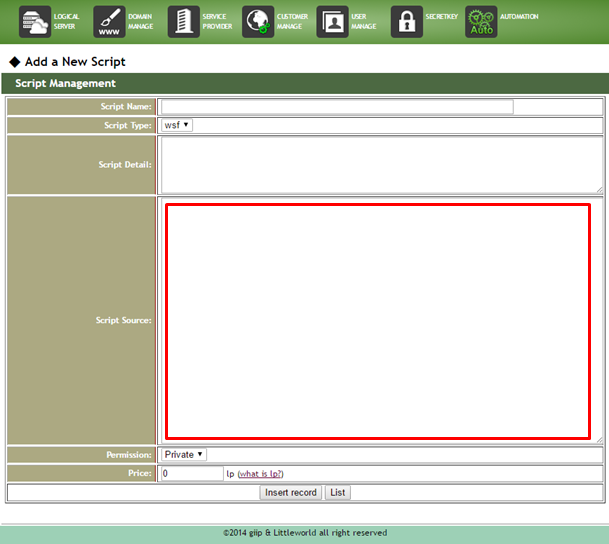 LOGICAL SERVER
DOMAIN MANAGE
SERVICE PROVIDER
CUSTOMER MANAGE
USER MANAGE
SECRETKEY
AUTOMATION
www
Auto
◆ Add a New Script
Script Management
Script Name:
Script Type: wsf
Script Detail:
Script Source:
Permission: Private
Price: 0 lp (what is lp?)
Insert record List
©2014 giip & Littleworld all right reserved